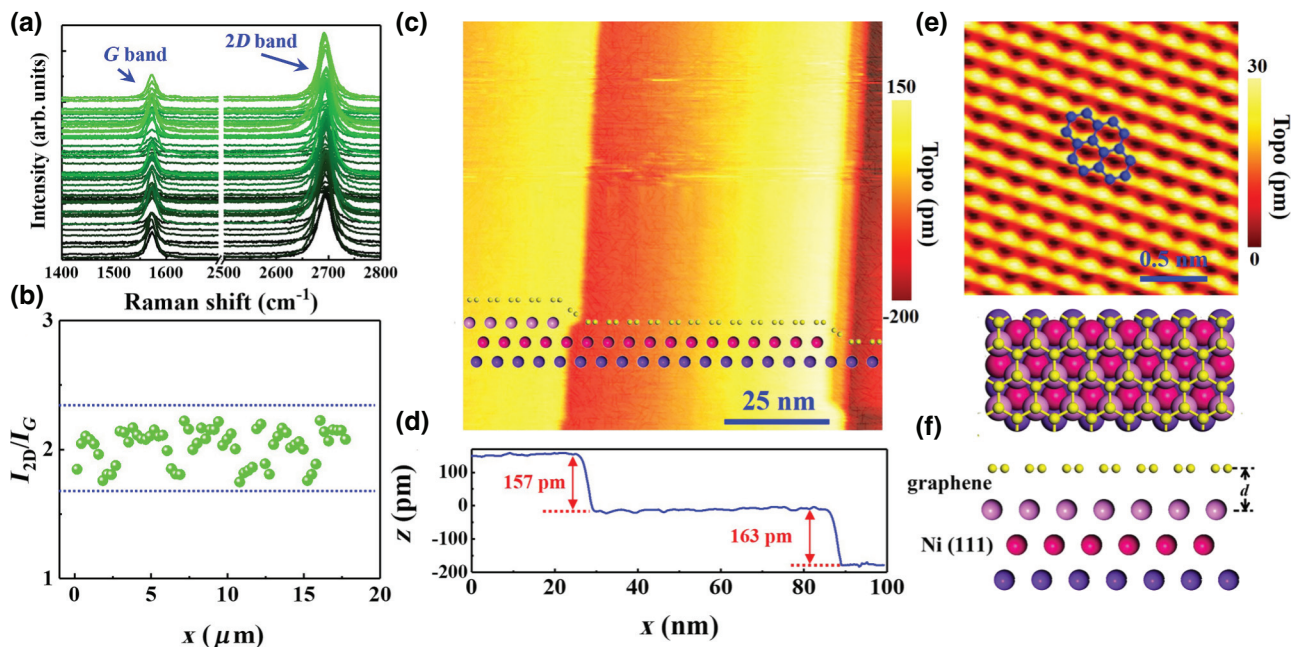 (a)
G band
2D band
Intensity (arb. units)
1400 1500 1600 2500 2600 2700 2800
Raman shift (cm⁻¹)
(b)
3
2
1
I2D/IG
0 5 10 15 20
x (μm)
(c)
150
Topo (pm)
-200
25 nm
(d)
100
0
-100
-200
z (pm)
157 pm
163 pm
0 20 40 60 80 100
x (nm)
(e)
30
Topo (pm)
0
0.5 nm
(f)
graphene
d
Ni (111)